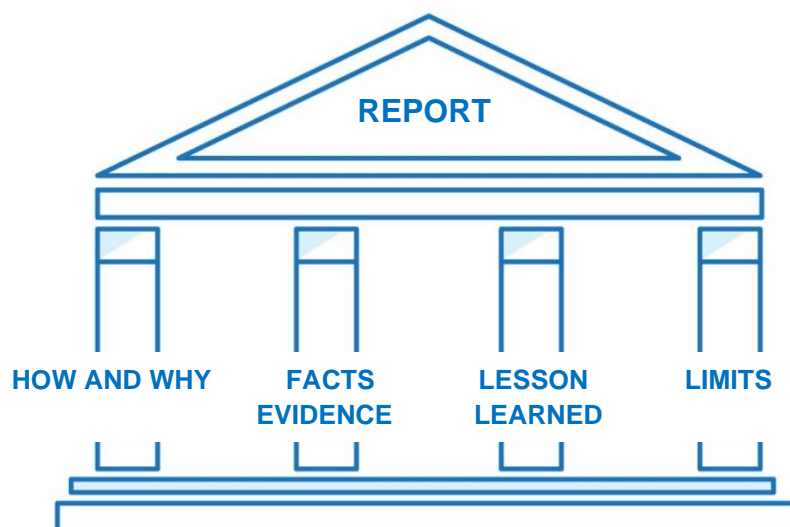 REPORT
HOW AND WHY
FACTS
EVIDENCE
LESSON
LEARNED
LIMITS